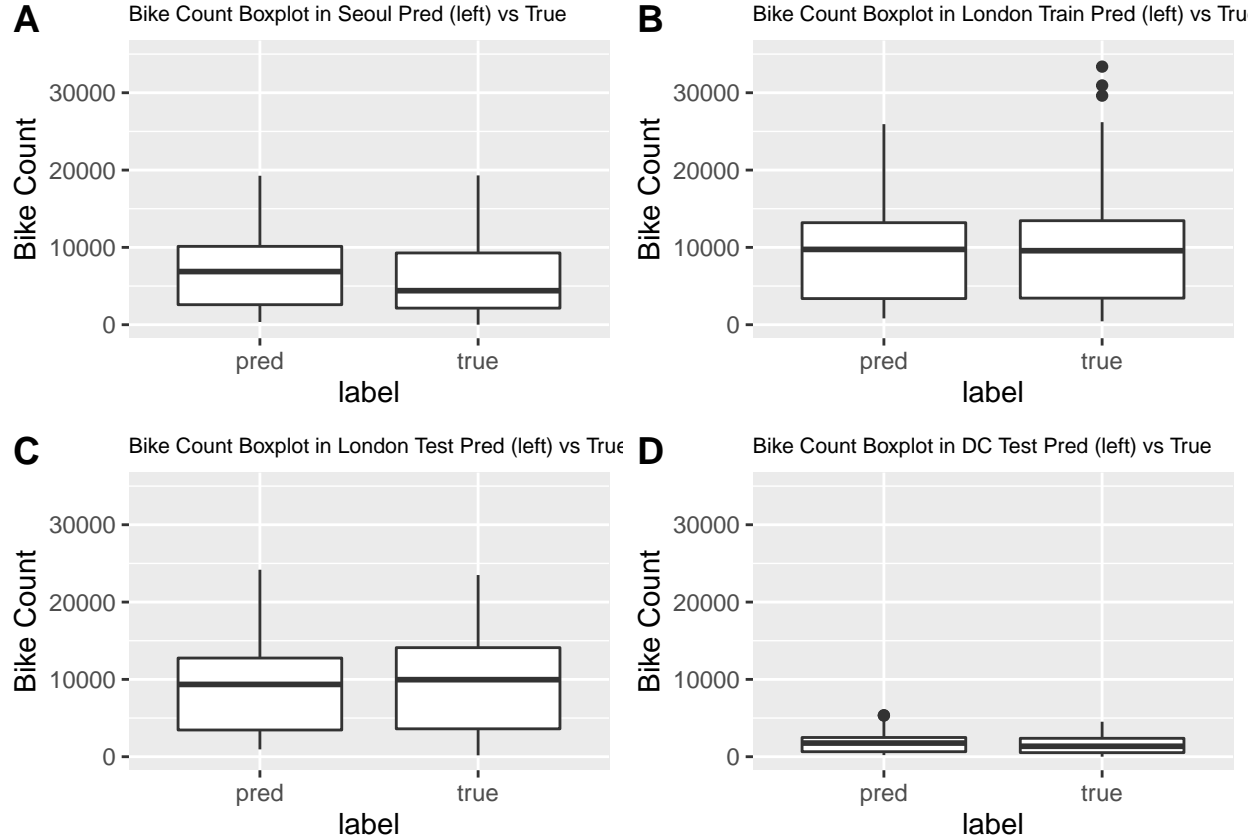 A
Bike Count Boxplot in Seoul Pred (left) vs True
Bike Count
30000
20000
10000
0
pred
true
label
B
Bike Count Boxplot in London Train Pred (left) vs Tru
Bike Count
30000
20000
10000
0
pred
true
label
C
Bike Count Boxplot in London Test Pred (left) vs True
Bike Count
30000
20000
10000
0
pred
true
label
D
Bike Count Boxplot in DC Test Pred (left) vs True
Bike Count
30000
20000
10000
0
pred
true
label